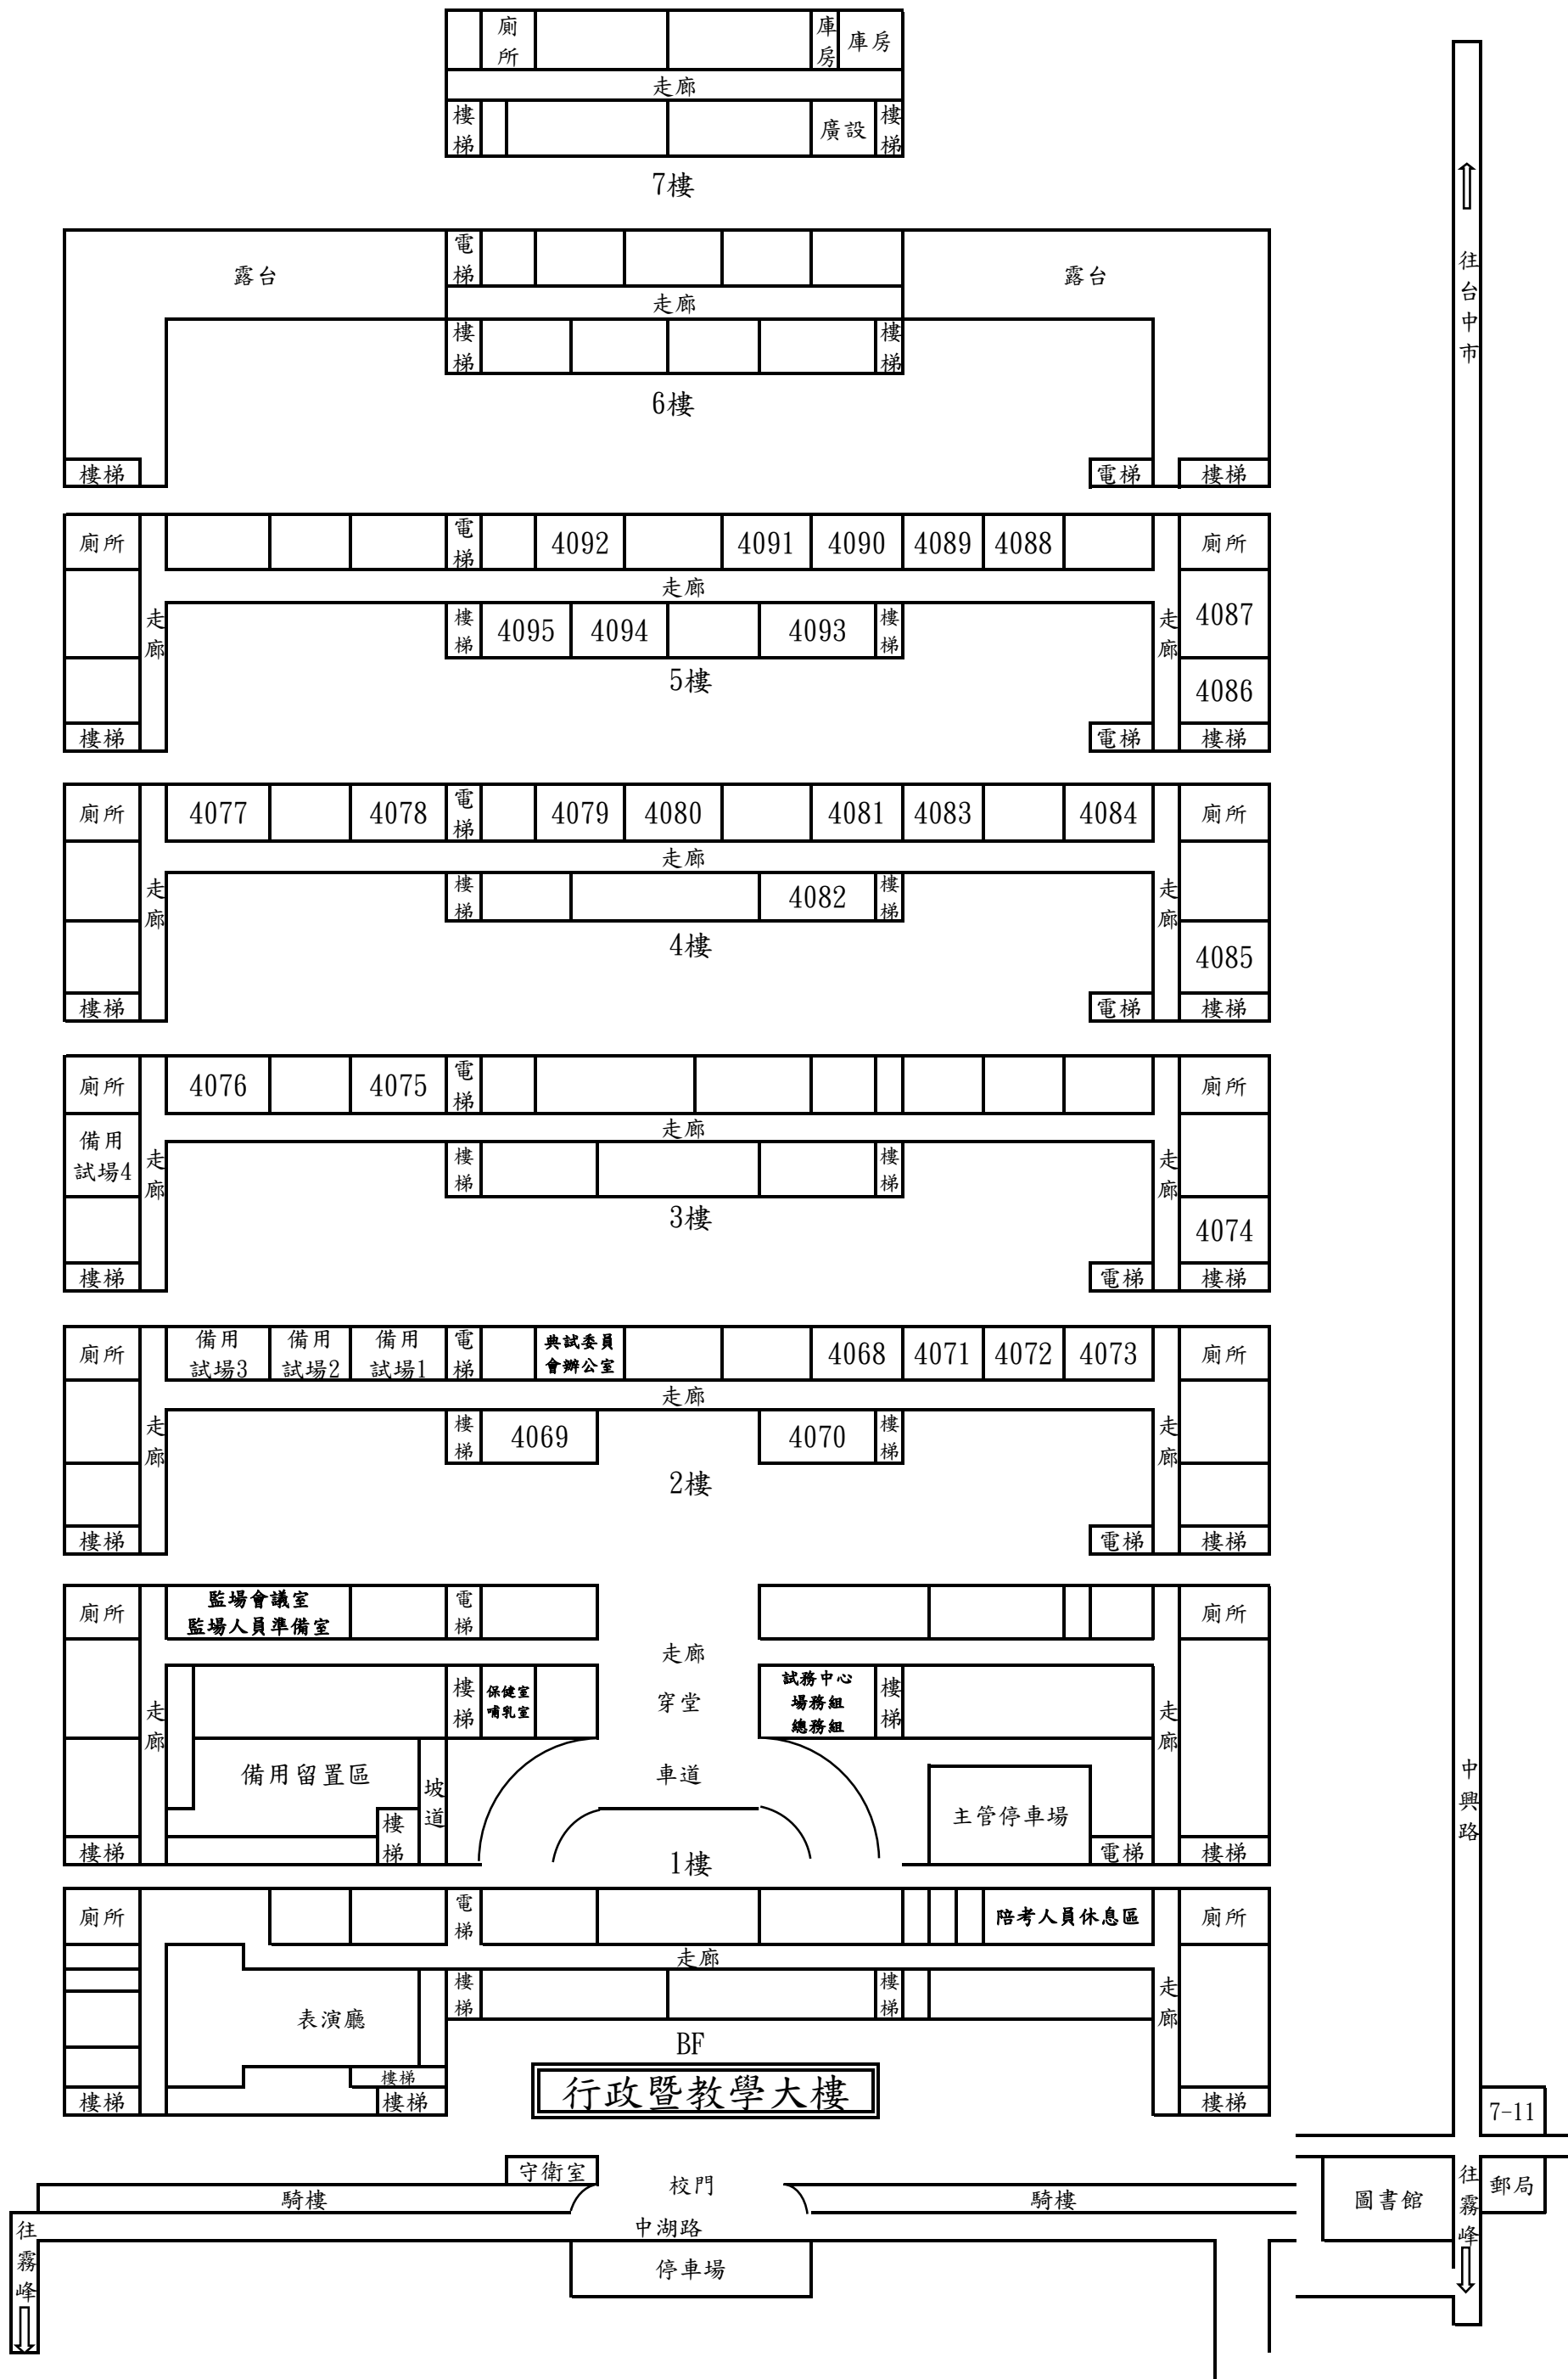 廁所
庫房
庫房
走廊
樓梯
廣設
樓梯
7樓
露台
電梯
露台
走廊
樓梯
樓梯
6樓
樓梯
電梯
樓梯
廁所
電梯
4092
4091
4090
4089
4088
廁所
走廊
走廊
4087
走廊
樓梯
4095
4094
4093
樓梯
5樓
4086
樓梯
電梯
樓梯
廁所
4077
4078
電梯
4079
4080
4081
4083
4084
廁所
走廊
走廊
樓梯
4082
樓梯
走廊
4樓
4085
樓梯
電梯
樓梯
廁所
4076
4075
電梯
廁所
走廊
備用
試場4
走廊
樓梯
樓梯
走廊
3樓
4074
樓梯
電梯
樓梯
廁所
備用
試場3
備用
試場2
備用
試場1
電梯
典試委員
會辦公室
4068
4071
4072
4073
廁所
走廊
走廊
樓梯
4069
4070
樓梯
走廊
2樓
樓梯
電梯
樓梯
廁所
監場會議室
監場人員準備室
電梯
廁所
走廊
走廊
樓梯
保健室
哺乳室
穿堂
試務中心
場務組
總務組
樓梯
走廊
備用留置區
坡道
車道
主管停車場
樓梯
樓梯
1樓
電梯
樓梯
廁所
電梯
陪考人員休息區
廁所
走廊
表演廳
樓梯
樓梯
走廊
BF
樓梯
樓梯
樓梯
行政暨教學大樓
樓梯
往台中市
中興路
7-11
守衛室
校門
騎樓
騎樓
圖書館
往霧峰
郵局
中湖路
往霧峰
停車場